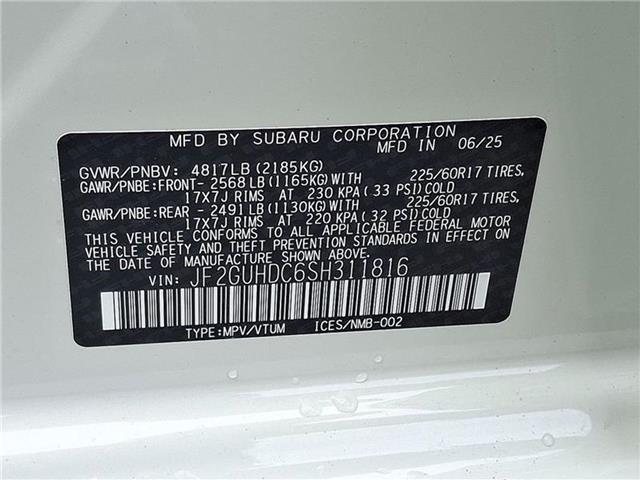 MFD BY SUBARU CORPORATION MFD IN 06/25
GVWR/PNBV: 4817LB (2185KG)
GAWR/PNBE: FRONT- 2568 LB (1165KG) WITH 225/60R17 TIRES,
17X7J RIMS AT 230 KPA (33 PSI) COLD
GAWR/PNBE: REAR - 2491 LB (1130KG) WITH 225/60R17 TIRES,
17X7J RIMS AT 220 KPA (32 PSI) COLD
THIS VEHICLE CONFORMS TO ALL APPLICABLE FEDERAL MOTOR
VEHICLE SAFETY AND THEFT PREVENTION STANDARDS IN EFFECT ON
THE DATE OF MANUFACTURE SHOWN ABOVE.
VIN: JF2GUHDC6SH311816
TYPE:MPV/VTUM ICES/NMB-002